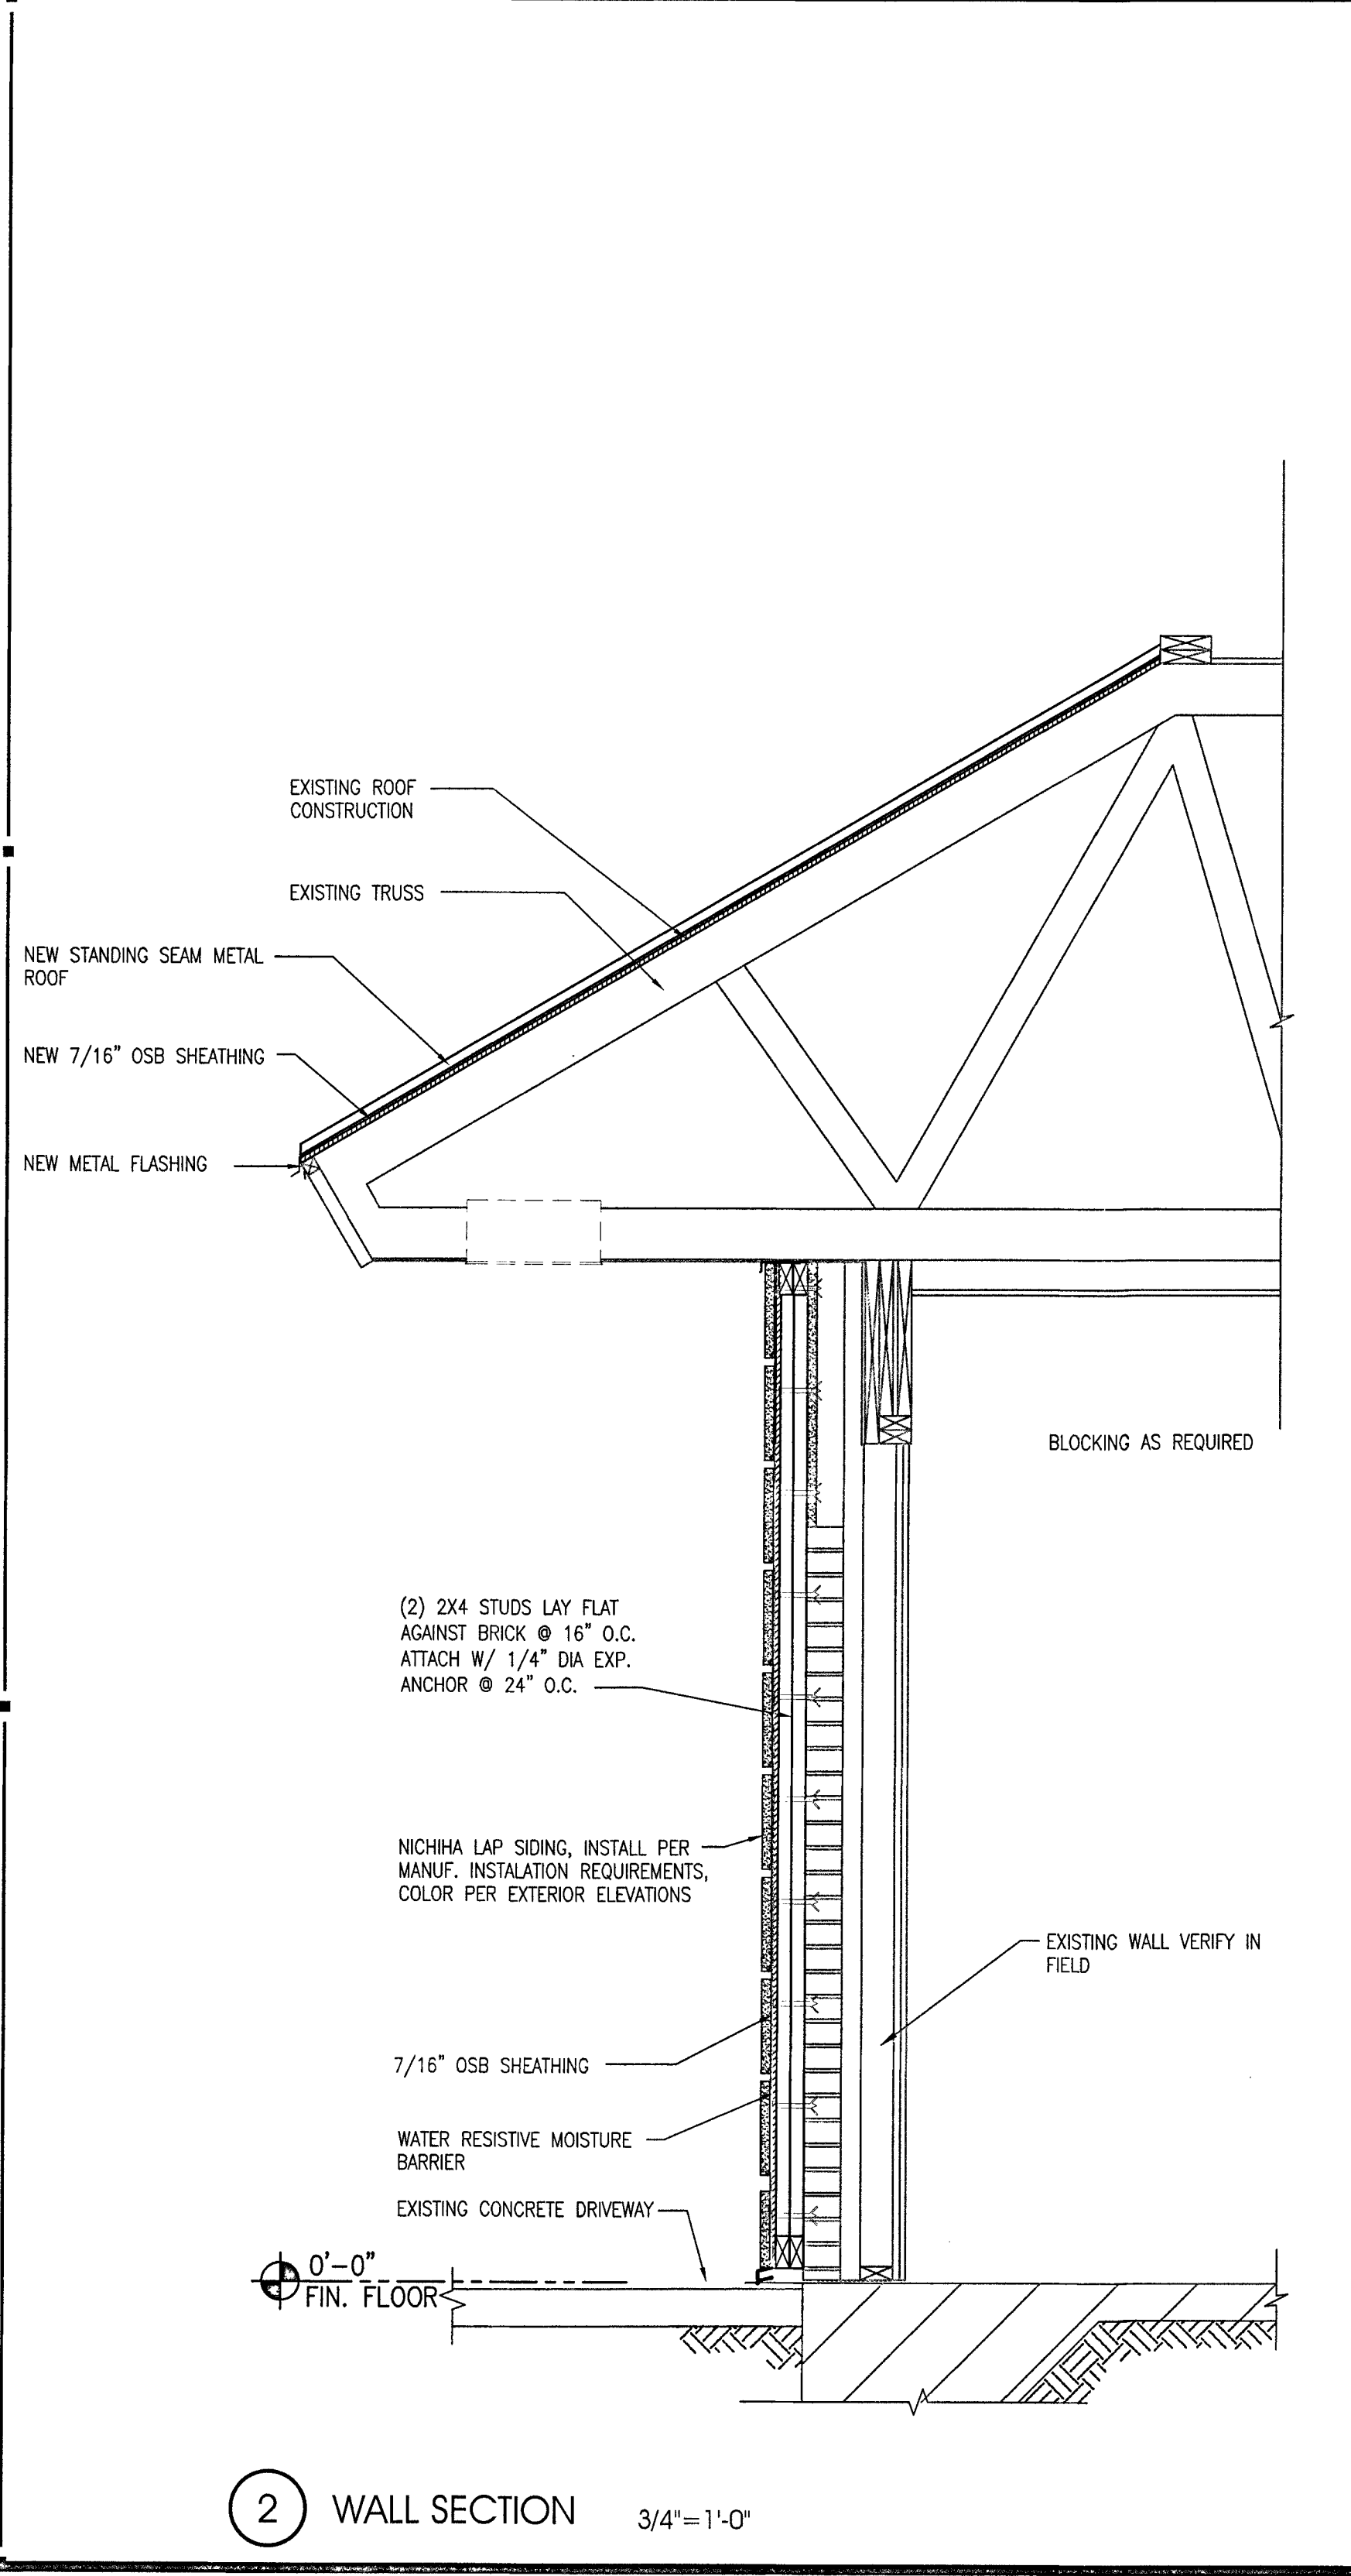 EXISTING ROOF
CONSTRUCTION
EXISTING TRUSS
NEW STANDING SEAM METAL
ROOF
NEW 7/16" OSB SHEATHING
NEW METAL FLASHING
BLOCKING AS REQUIRED
(2) 2X4 STUDS LAY FLAT
AGAINST BRICK @ 16" O.C.
ATTACH W/ 1/4" DIA EXP.
ANCHOR @ 24" O.C.
NICHIHA LAP SIDING, INSTALL PER
MANUF. INSTALATION REQUIREMENTS,
COLOR PER EXTERIOR ELEVATIONS
EXISTING WALL VERIFY IN
FIELD
7/16" OSB SHEATHING
WATER RESISTIVE MOISTURE
BARRIER
EXISTING CONCRETE DRIVEWAY
0'-0"
FIN. FLOOR
2 WALL SECTION 3/4"=1'-0"